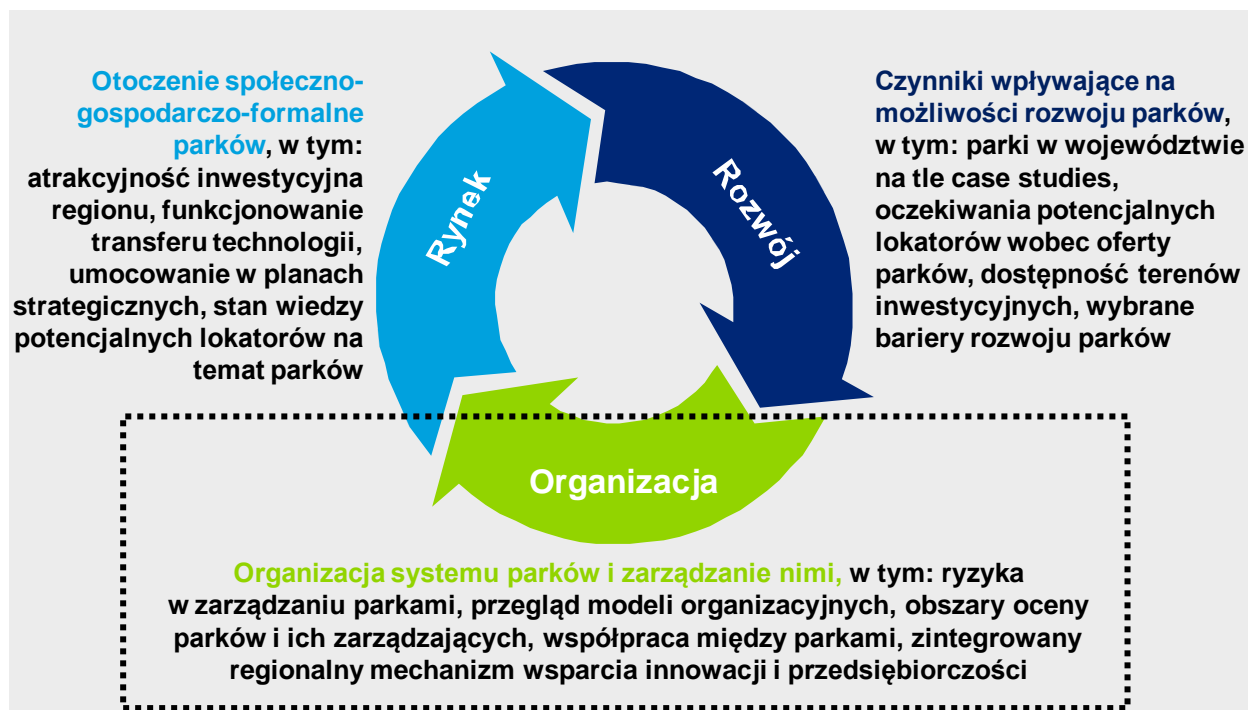 Otoczenie społeczno-
gospodarczo-formalne
parków, w tym:
atrakcyjność inwestycyjna
regionu, funkcjonowanie
transferu technologii,
umocowanie w planach
strategicznych, stan wiedzy
potencjalnych lokatorów na
temat parków
Rynek
Rozwój
Czynniki wpływające na
możliwości rozwoju parków,
w tym: parki w województwie
na tle case studies,
oczekiwania potencjalnych
lokatorów wobec oferty
parków, dostępność terenów
inwestycyjnych, wybrane
bariery rozwoju parków
Organizacja
Organizacja systemu parków i zarządzanie nimi, w tym: ryzyka
w zarządzaniu parkami, przegląd modeli organizacyjnych, obszary oceny
parków i ich zarządzających, współpraca między parkami, zintegrowany
regionalny mechanizm wsparcia innowacji i przedsiębiorczości